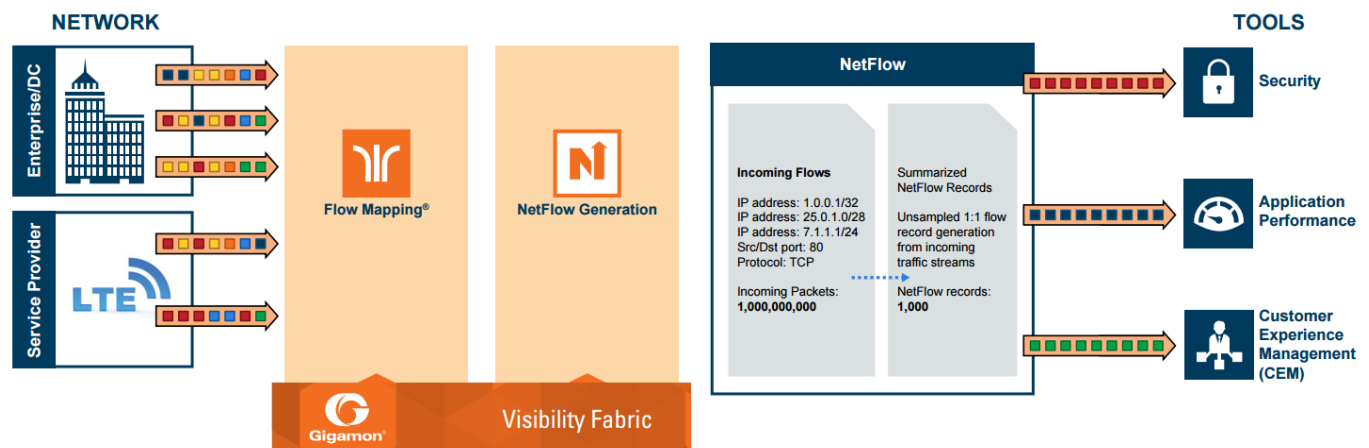 NETWORK
Enterprise/DC
Service Provider
LTE
Flow Mapping®
NetFlow Generation
Gigamon®
Visibility Fabric
NetFlow
Incoming Flows
IP address: 1.0.0.1/32
IP address: 25.0.1.0/28
IP address: 7.1.1.1/24
Src/Dst port: 80
Protocol: TCP
Incoming Packets:
1,000,000,000
Summarized
NetFlow Records
Unsampled 1:1 flow
record generation
from incoming
traffic streams
NetFlow records:
1,000
TOOLS
Security
Application
Performance
Customer
Experience
Management
(CEM)